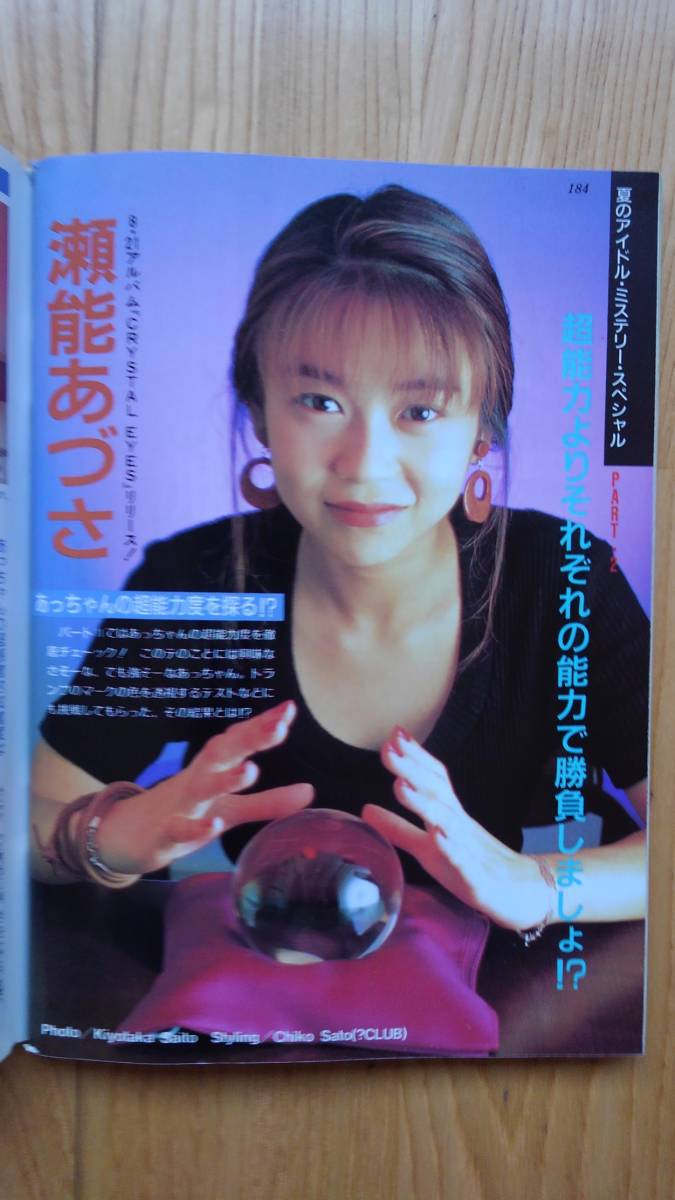 184
夏のアイドル・ミステリー・スペシャル
PART・2
超能力よりそれぞれの能力で勝負しましょ!?
8・21アルバム「CRYSTAL EYES」リリース!!
瀬能あづさ
あっちゃんの超能力度を探る!?
パートⅡではあっちゃんの超能力度を徹
底チェーック!! この手のことには興味な
さそーな、でも強そーなあっちゃん。トラ
ンプのマークの色を透視するテストなどに
も挑戦してもらった、その結果とは!?
Photo/Kiyotaka Saito Styling/Chiko Sato(?CLUB)